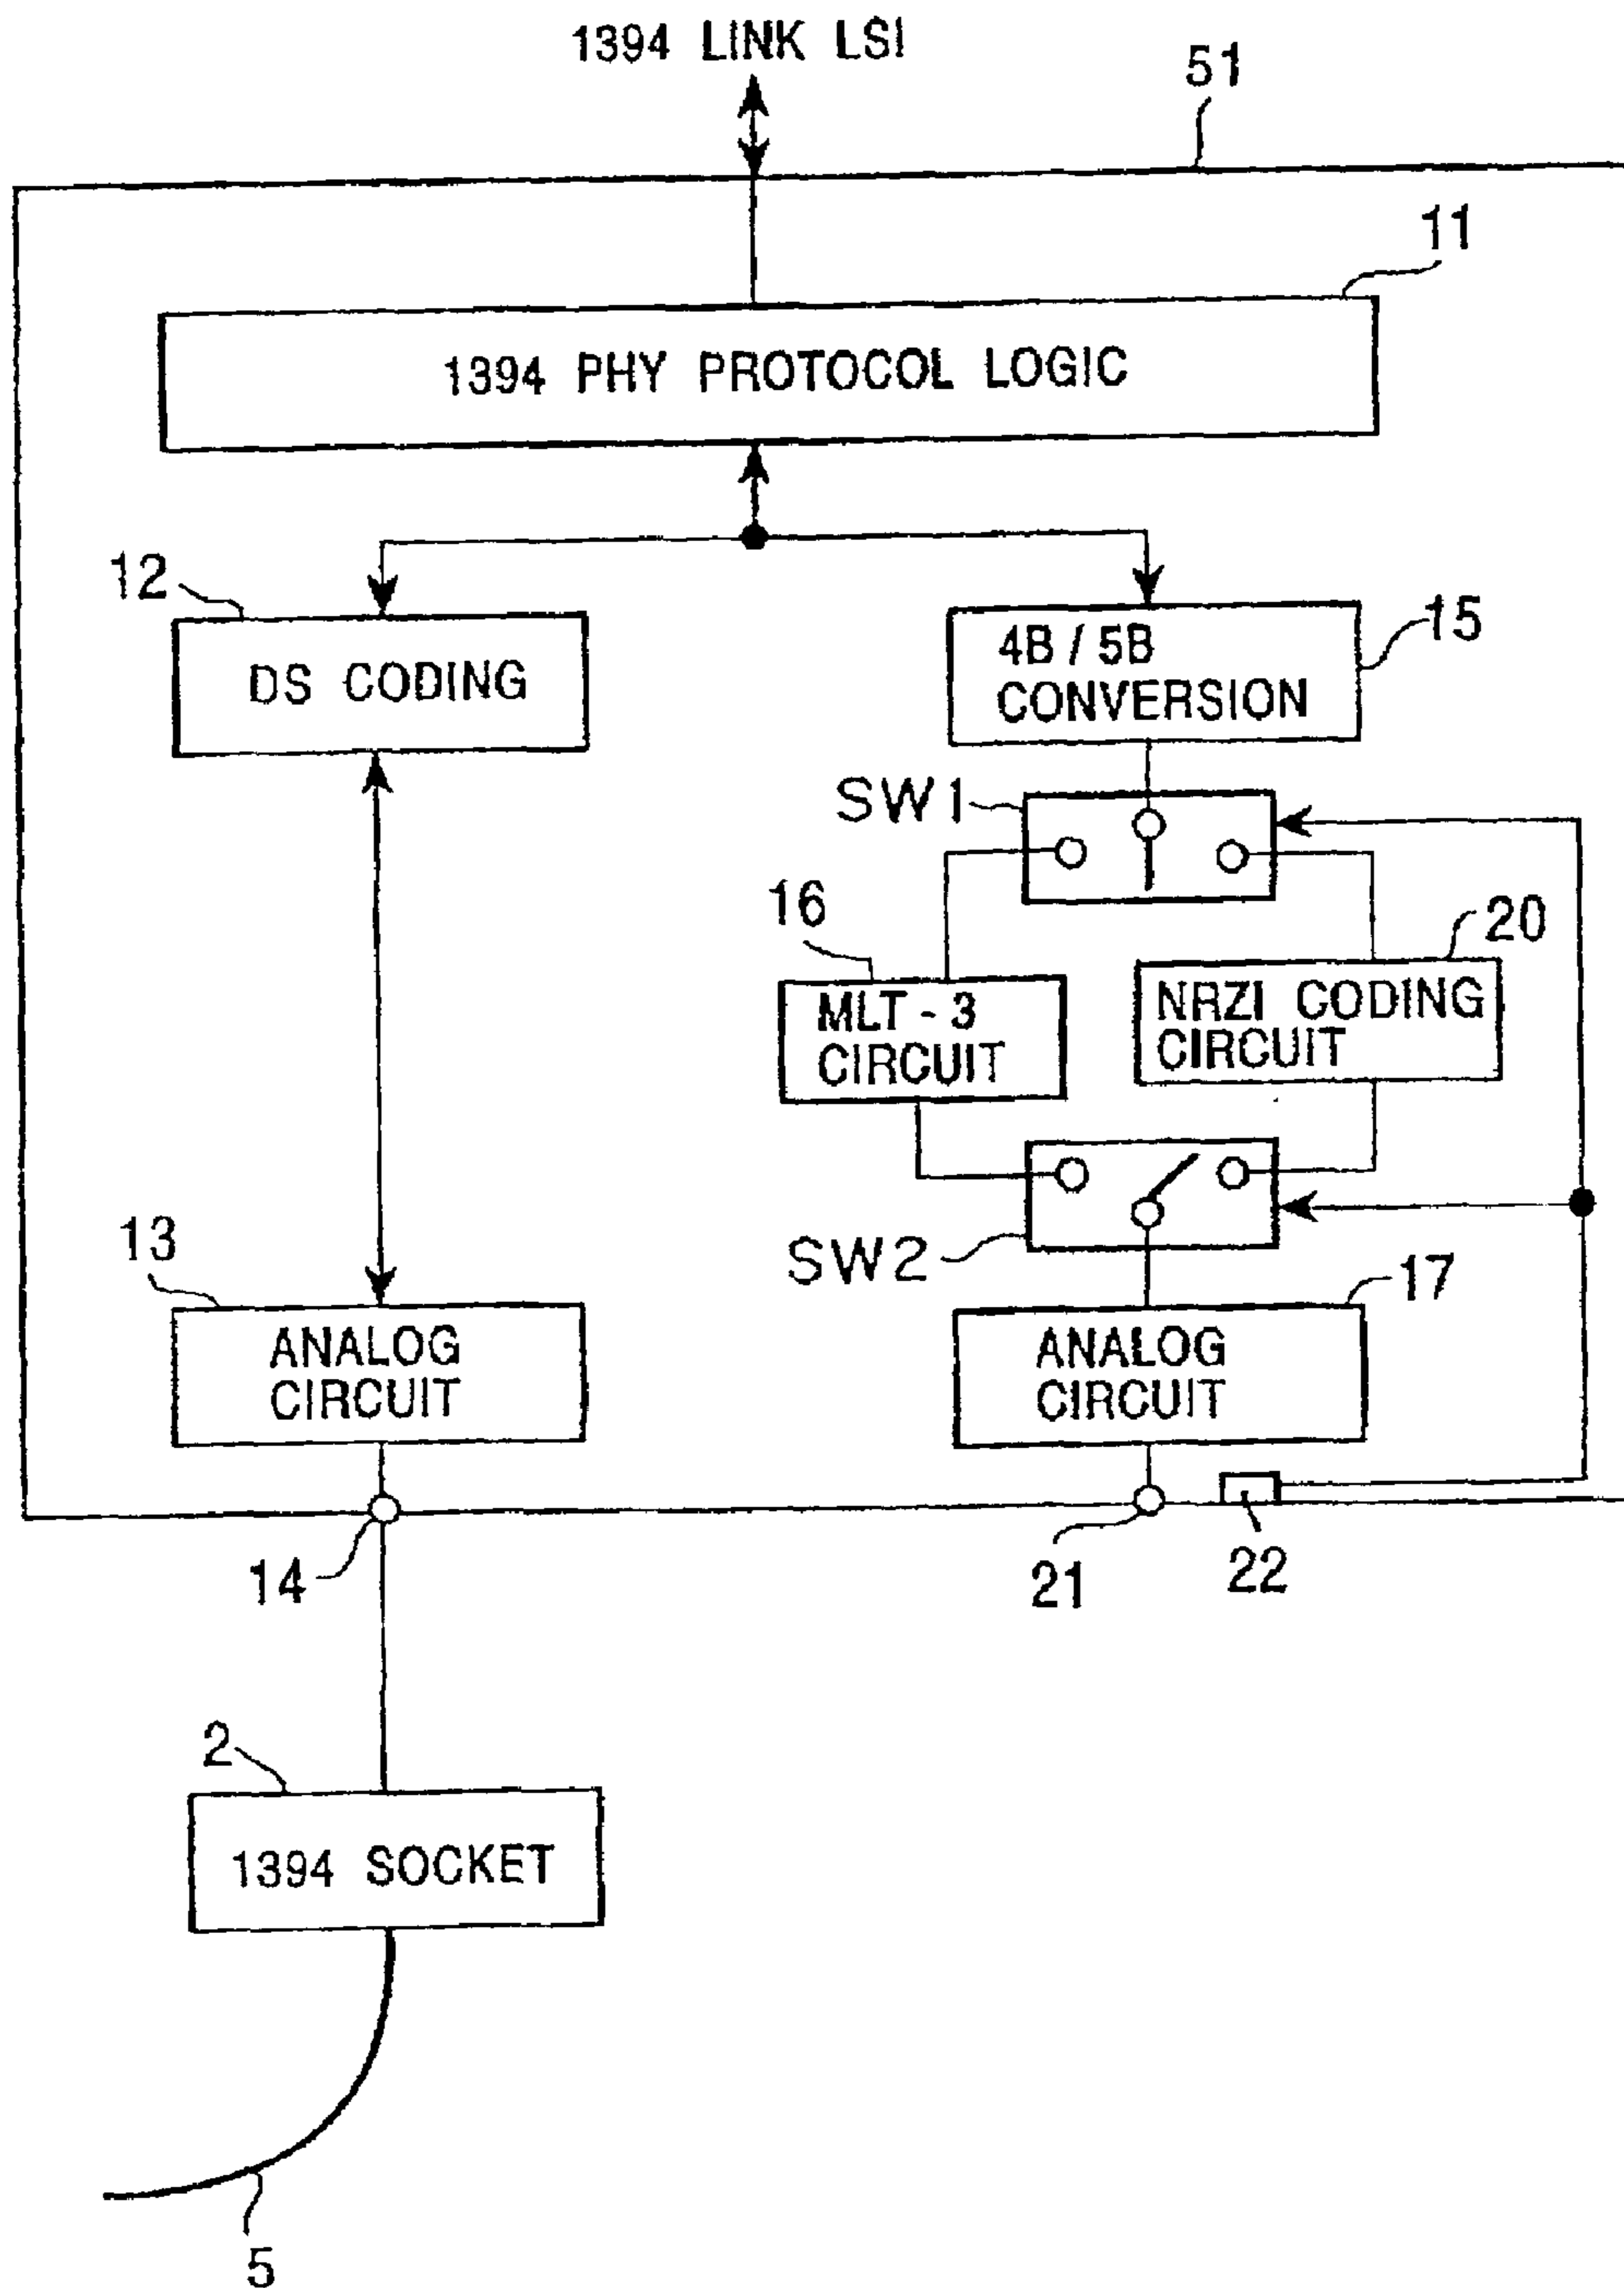 1394 LINK LSI
51
11
1394 PHY PROTOCOL LOGIC
12
DS CODING
4B / 5B
CONVERSION
15
SW1
16
20
MLT - 3
CIRCUIT
NRZI CODING
CIRCUIT
SW2
13
17
ANALOG
CIRCUIT
ANALOG
CIRCUIT
14
21
22
2
1394 SOCKET
5